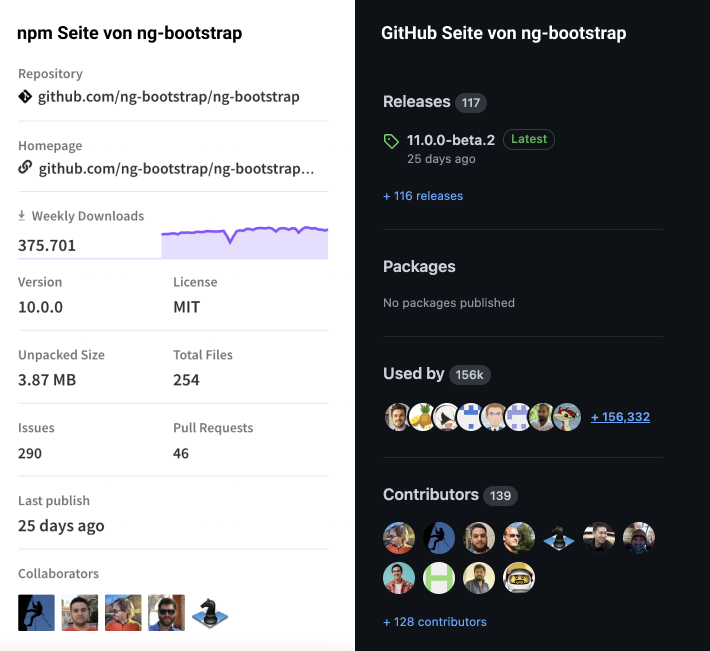 npm Seite von ng-bootstrap
Repository
github.com/ng-bootstrap/ng-bootstrap
Homepage
github.com/ng-bootstrap/ng-bootstrap...
Weekly Downloads
375.701
Version
License
10.0.0
MIT
Unpacked Size
Total Files
3.87 MB
254
Issues
Pull Requests
290
46
Last publish
25 days ago
Collaborators
GitHub Seite von ng-bootstrap
Releases 117
11.0.0-beta.2 Latest
25 days ago
+ 116 releases
Packages
No packages published
Used by 156k
+ 156,332
Contributors 139
+ 128 contributors